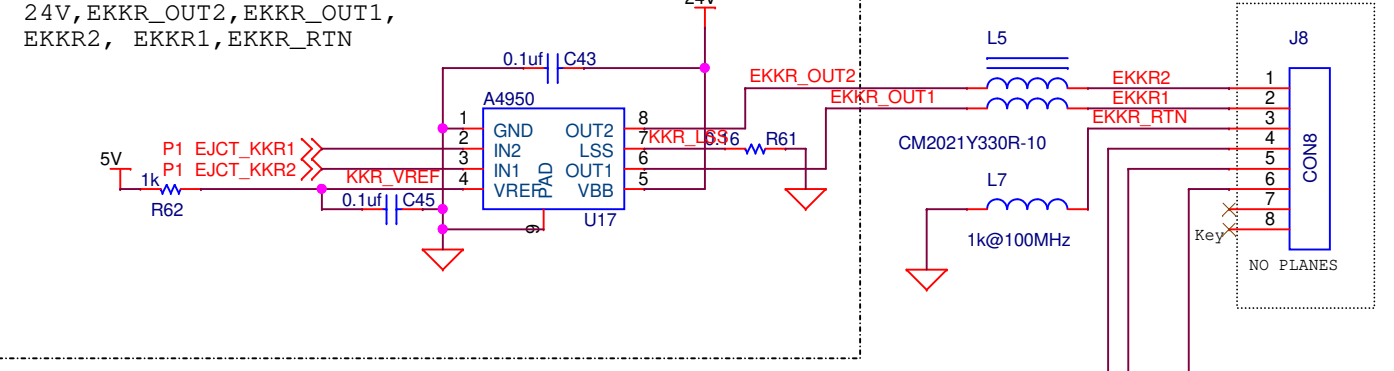 24V,EKKR_OUT2,EKKR_OUT1,
EKKR2, EKKR1,EKKR_RTN
24V
0.1uf C43
A4950
1 GND
2 IN2
3 IN1
4 VREF
PAD
9
OUT2 8
LSS 7
OUT1 6
VBB 5
U17
P1 EJCT_KKR1
P1 EJCT_KKR2
5V
1k
R62
KKR_VREF
0.1uf C45
KKR_LSS
0.16 R61
EKKR_OUT2
EKKR_OUT1
L5
CM2021Y330R-10
L7
1k@100MHz
EKKR2
EKKR1
EKKR_RTN
J8
1
2
3
4
5
6
7
8
CON8
Key
NO PLANES